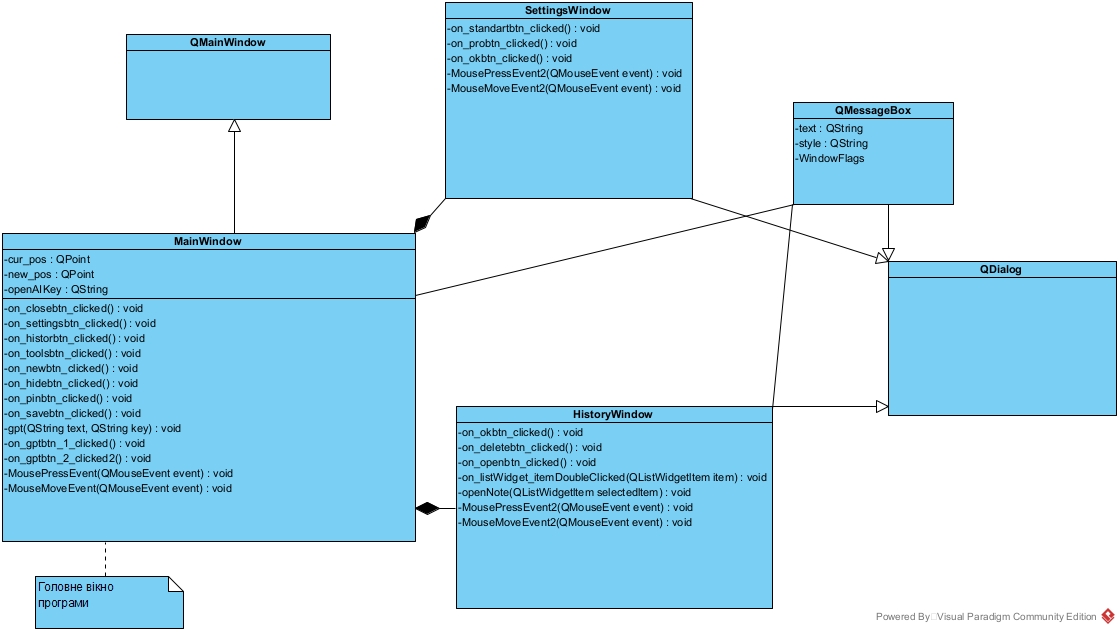 SettingsWindow
-on_standartbtn_clicked() : void
-on_probtn_clicked() : void
-on_okbtn_clicked() : void
-MousePressEvent2(QMouseEvent event) : void
-MouseMoveEvent2(QMouseEvent event) : void
QMainWindow
QMessageBox
-text : QString
-style : QString
-WindowFlags
MainWindow
-cur_pos : QPoint
-new_pos : QPoint
-openAIKey : QString
-on_closebtn_clicked() : void
-on_settingsbtn_clicked() : void
-on_historbtn_clicked() : void
-on_toolsbtn_clicked() : void
-on_newbtn_clicked() : void
-on_hidebtn_clicked() : void
-on_pinbtn_clicked() : void
-on_savebtn_clicked() : void
-gpt(QString text, QString key) : void
-on_gptbtn_1_clicked() : void
-on_gptbtn_2_clicked2() : void
-MousePressEvent(QMouseEvent event) : void
-MouseMoveEvent(QMouseEvent event) : void
QDialog
HistoryWindow
-on_okbtn_clicked() : void
-on_deletebtn_clicked() : void
-on_openbtn_clicked() : void
-on_listWidget_itemDoubleClicked(QListWidgetItem item) : void
-openNote(QListWidgetItem selectedItem) : void
-MousePressEvent2(QMouseEvent event) : void
-MouseMoveEvent2(QMouseEvent event) : void
Головне вікно
програми
Powered By Visual Paradigm Community Edition